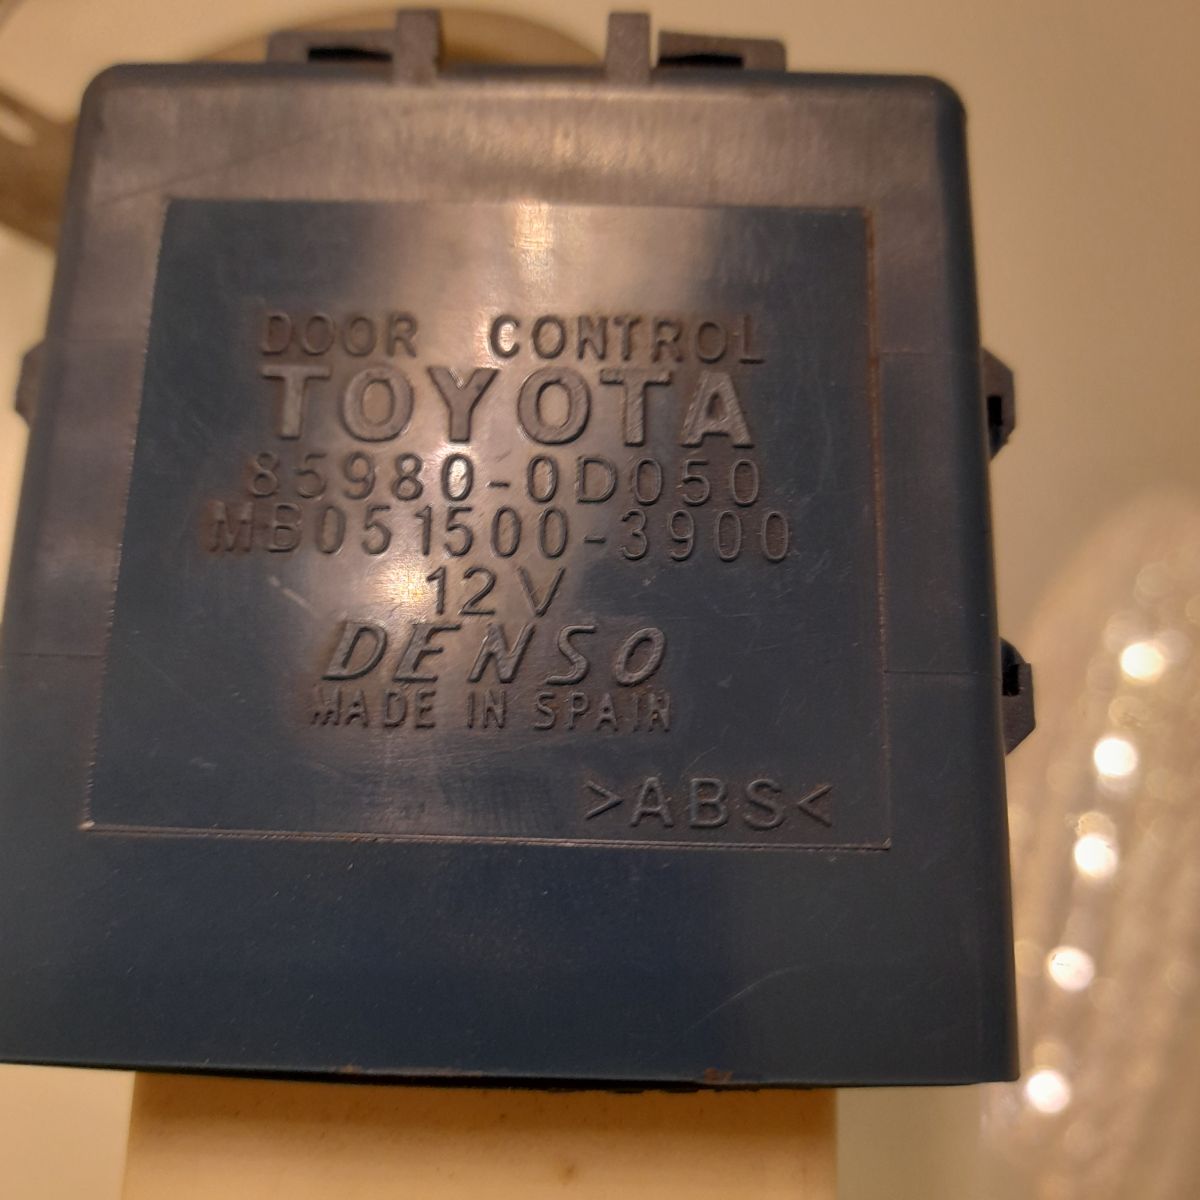 DOOR CONTROL
TOYOTA
85980-0D050
MB051500-3900
12V
DENSO
MADE IN SPAIN
>ABS<